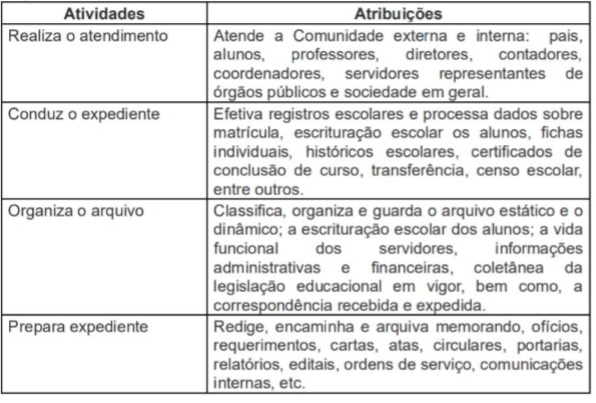 Atividades Atribuições
Realiza o atendimento Atende a Comunidade externa e interna: pais,
alunos, professores, diretores, contadores,
coordenadores, servidores representantes de
órgãos públicos e sociedade em geral.
Conduz o expediente Efetiva registros escolares e processa dados sobre
matrícula, escrituração escolar os alunos, fichas
individuais, históricos escolares, certificados de
conclusão de curso, transferência, censo escolar,
entre outros.
Organiza o arquivo Classifica, organiza e guarda o arquivo estático e o
dinâmico; a escrituração escolar dos alunos; a vida
funcional dos servidores, informações
administrativas e financeiras, coletânea da
legislação educacional em vigor, bem como, a
correspondência recebida e expedida.
Prepara expediente Redige, encaminha e arquiva memorando, ofícios,
requerimentos, cartas, atas, circulares, portarias,
relatórios, editais, ordens de serviço, comunicações
internas, etc.